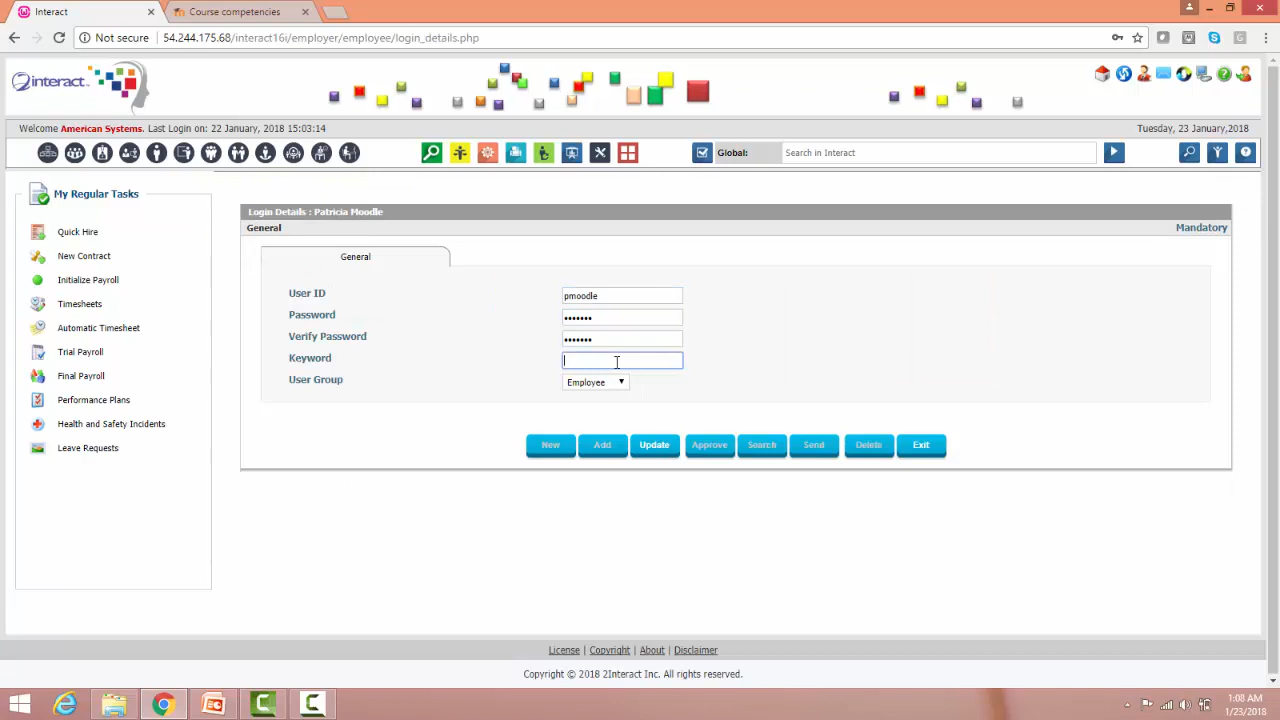 Interact
Course competencies
Not secure
54.244.175.68/interact16i/employer/employee/login_details.php
2interact
Welcome American Systems. Last Login on: 22 January, 2018 15:03:14
Tuesday, 23 January,2018
Global:
Search in Interact
My Regular Tasks
Quick Hire
New Contract
Initialize Payroll
Timesheets
Automatic Timesheet
Trial Payroll
Final Payroll
Performance Plans
Health and Safety Incidents
Leave Requests
Login Details : Patricia Moodle
General
Mandatory
General
User ID
pmoodle
Password
•••••••
Verify Password
•••••••
Keyword
User Group
Employee
New
Add
Update
Approve
Search
Send
Delete
Exit
License | Copyright | About | Disclaimer
Copyright © 2018 2Interact Inc. All rights reserved.
1:08 AM
1/23/2018